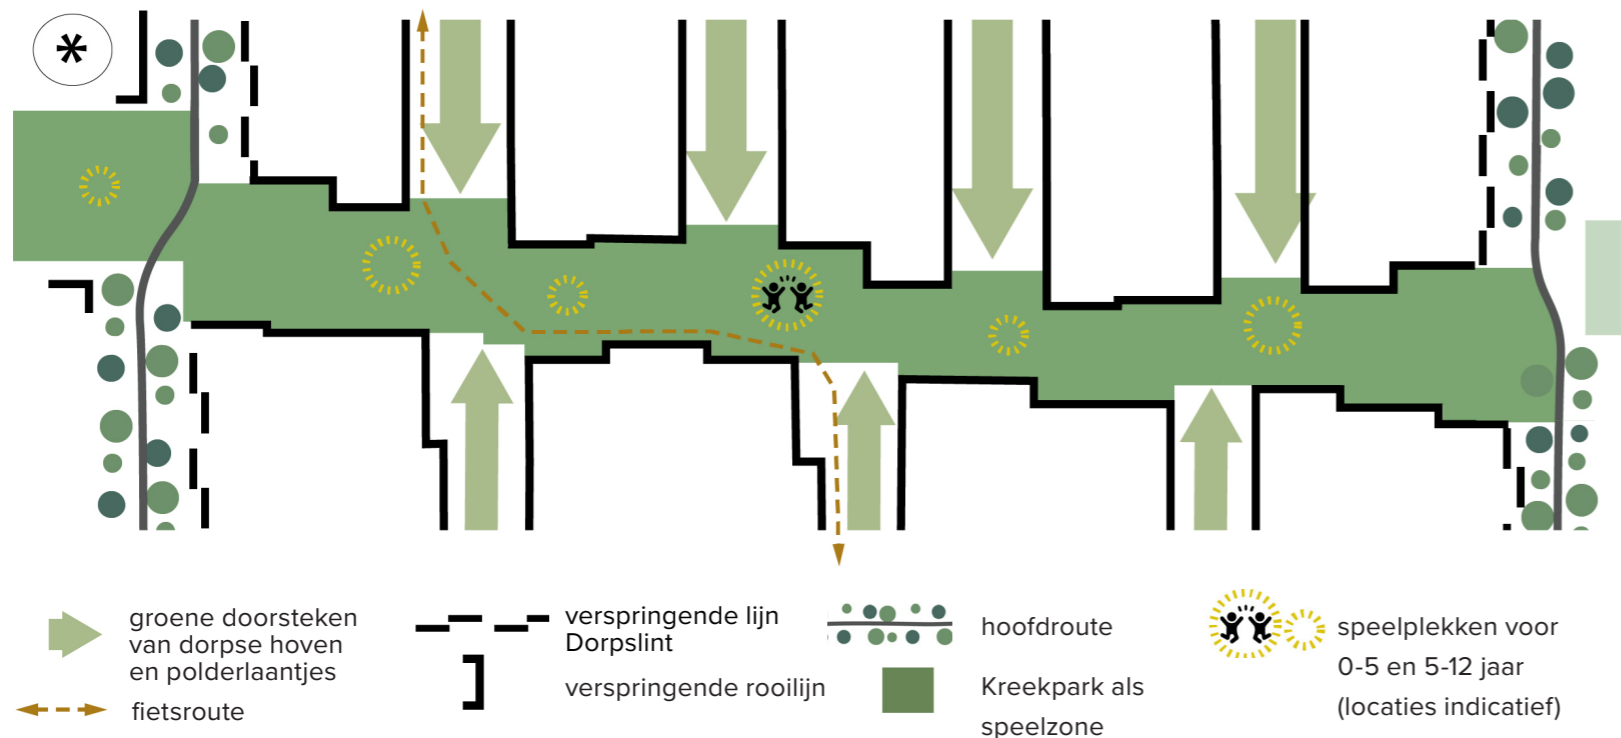 *
groene doorsteken
van dorpse hoven
en polderlaantjes
fietsroute
verspringende lijn
Dorpslint
verspringende rooilijn
hoofdroute
Kreekpark als
speelzone
speelplekken voor
0-5 en 5-12 jaar
(locaties indicatief)